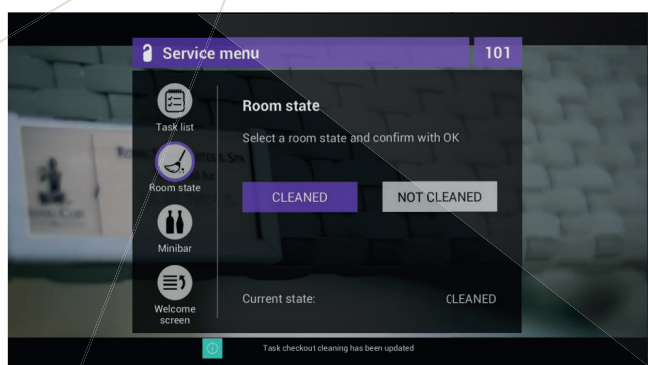 Service menu
101
Task list
Room state
Minibar
Welcome
screen
Room state
Select a room state and confirm with OK
CLEANED
NOT CLEANED
Current state:
CLEANED
Task checkout cleaning has been updated